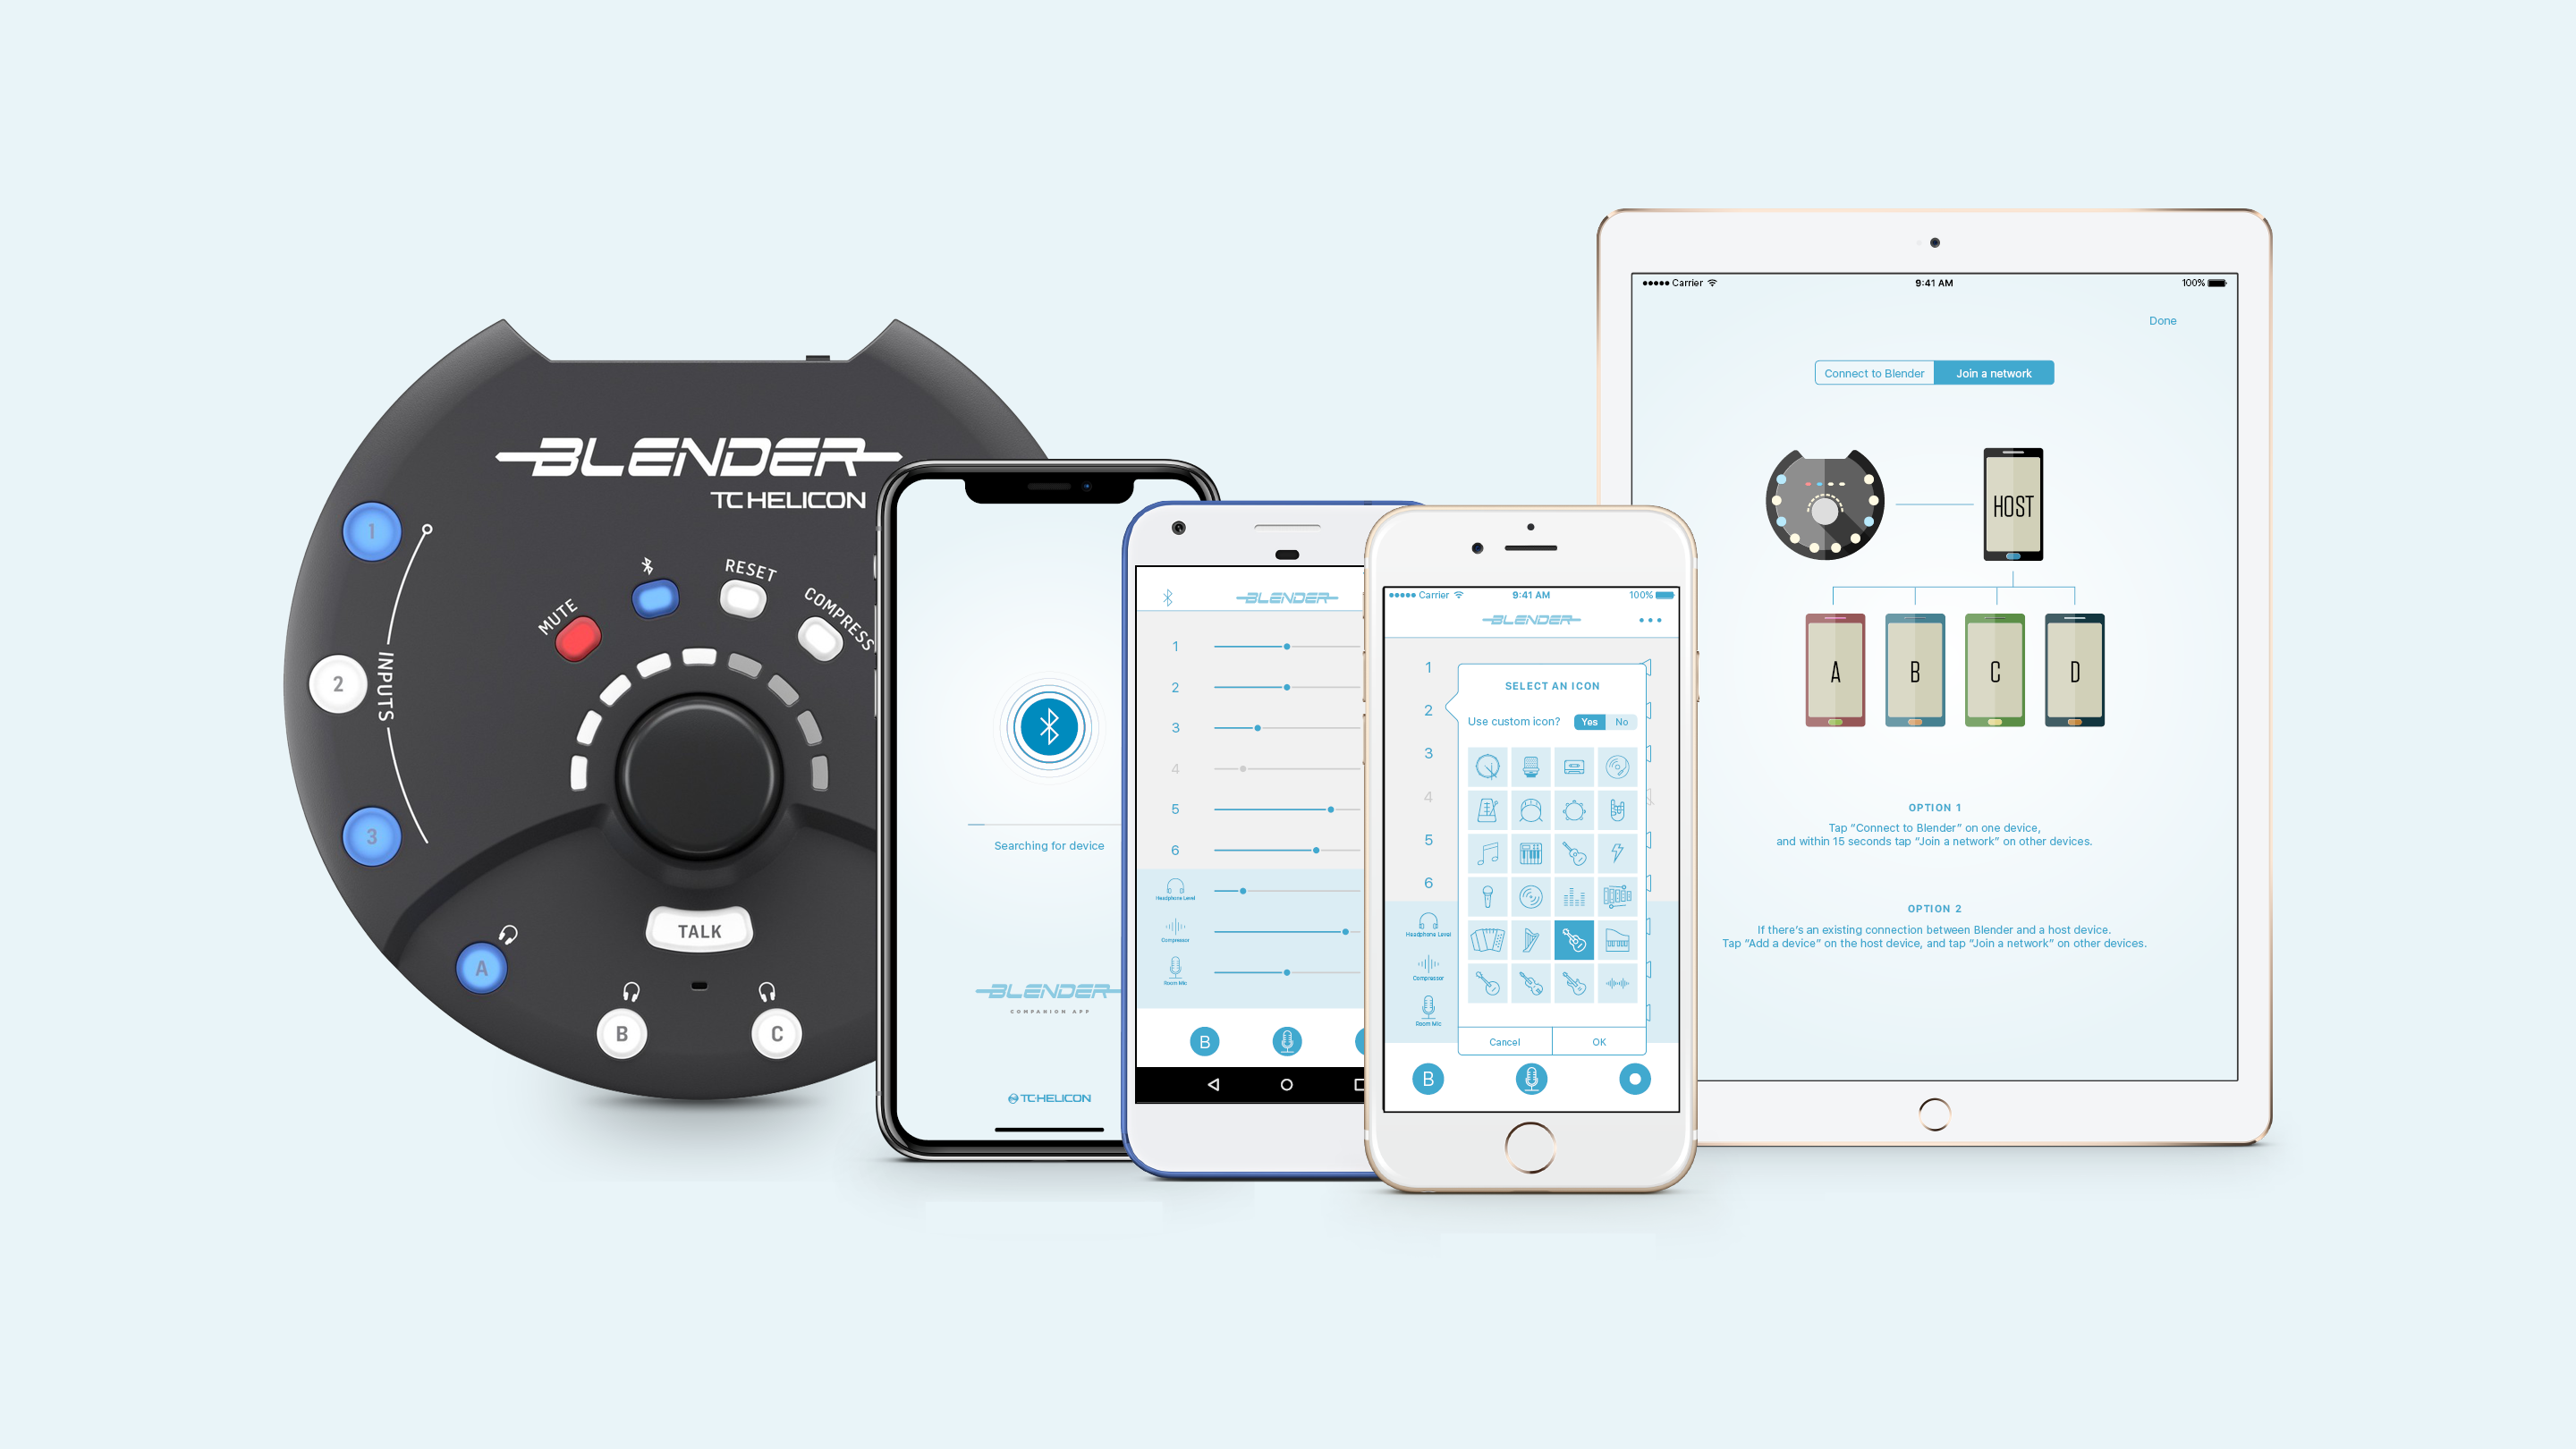 BLENDER
TC HELICON
1
2
3
INPUTS
MUTE
RESET
COMPRESS
TALK
A
B
C
Searching for device
BLENDER
COMPANION APP
TC HELICON
BLENDER
1
2
3
4
5
6
Headphone Level
Compressor
Room Mic
B
Carrier
9:41 AM
100%
BLENDER
1
2
3
4
5
6
Headphone Level
Compressor
Room Mic
SELECT AN ICON
Use custom icon? Yes No
Cancel OK
B
Carrier
9:41 AM
100%
Done
Connect to Blender Join a network
HOST
A B C D
OPTION 1
Tap “Connect to Blender” on one device,
and within 15 seconds tap “Join a network” on other devices.
OPTION 2
If there’s an existing connection between Blender and a host device.
Tap “Add a device” on the host device, and tap “Join a network” on other devices.